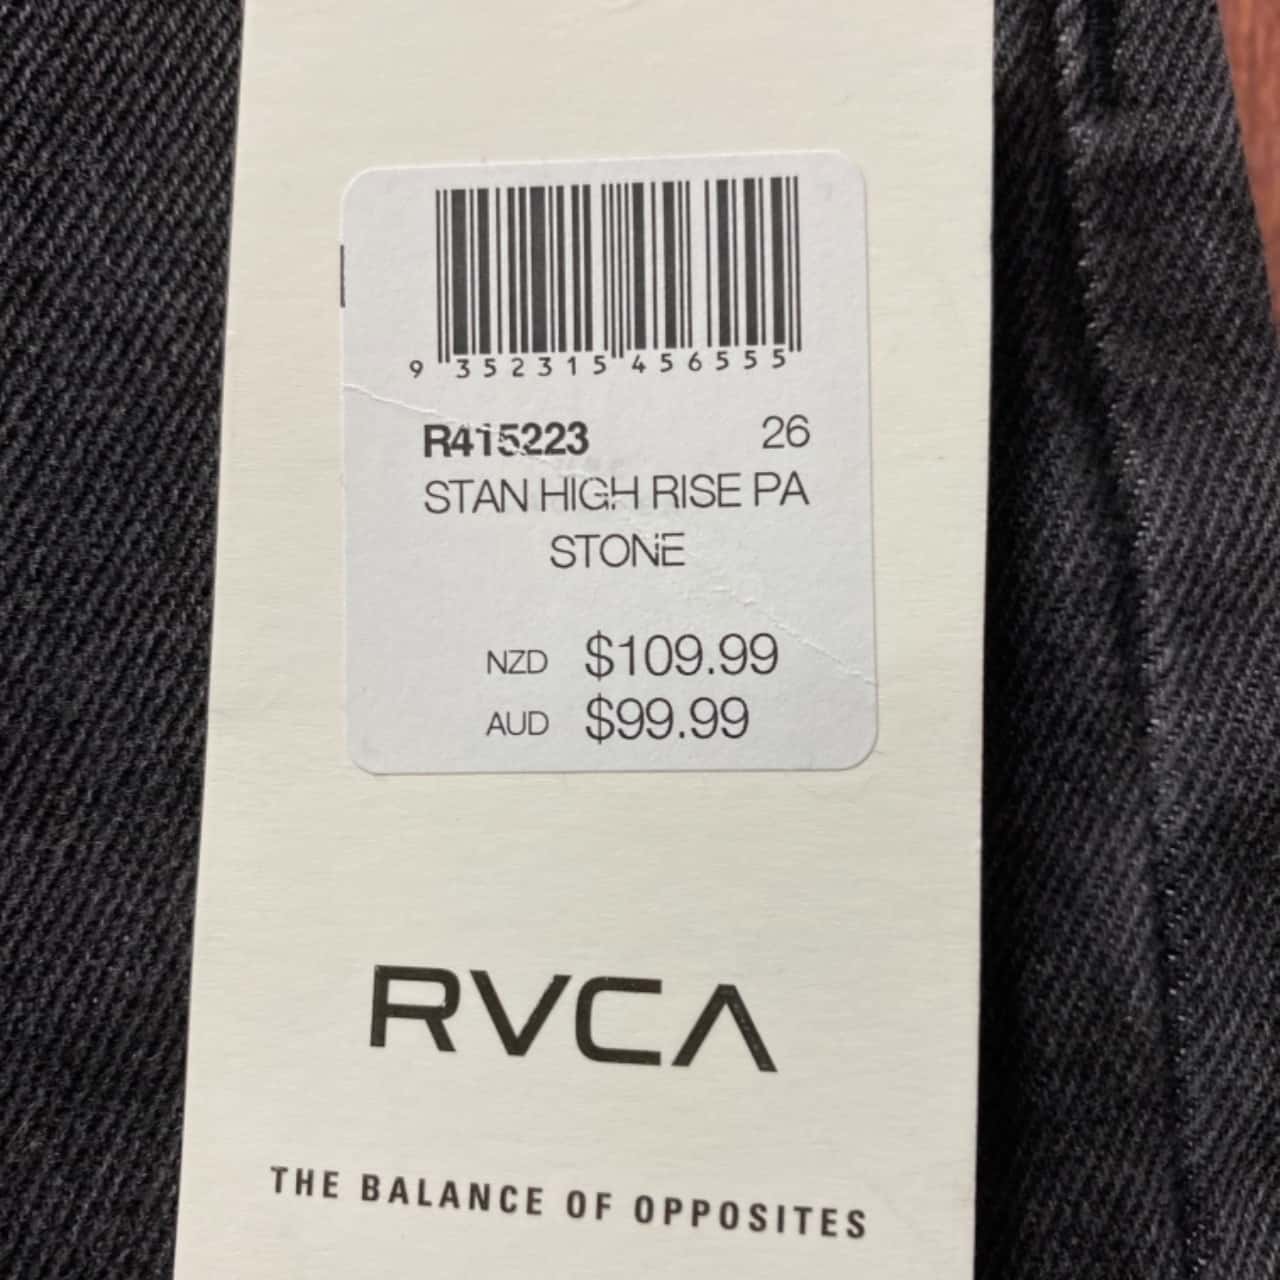 9 352315 456555
R415223 26
STAN HIGH RISE PA
STONE
NZD $109.99
AUD $99.99
RVCA
THE BALANCE OF OPPOSITES